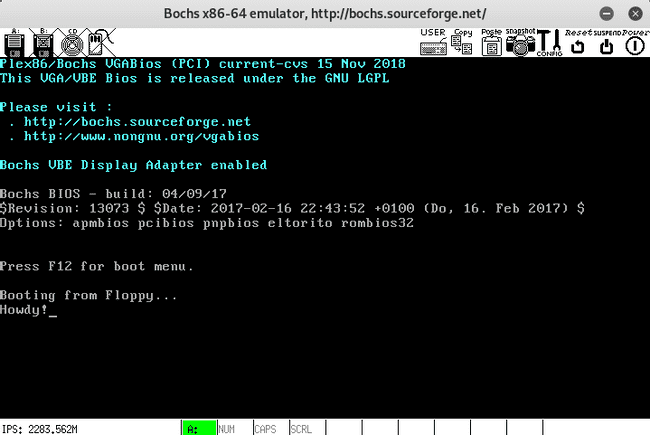 Bochs x86-64 emulator, http://bochs.sourceforge.net/
A: B: CD USER Copy Paste Snapshot CONFIG Reset SUSPEND Power
Plex86/Bochs VGABios (PCI) current-cvs 15 Nov 2018
This VGA/VBE Bios is released under the GNU LGPL
Please visit :
. http://bochs.sourceforge.net
. http://www.nongnu.org/vgabios
Bochs VBE Display Adapter enabled
Bochs BIOS - build: 04/09/17
$Revision: 13073 $ $Date: 2017-02-16 22:43:52 +0100 (Do, 16. Feb 2017) $
Options: apmbios pcibios pnpbios eltorito rombios32
Press F12 for boot menu.
Booting from Floppy...
Howdy!_
IPS: 2283.562M A: NUM CAPS SCRL